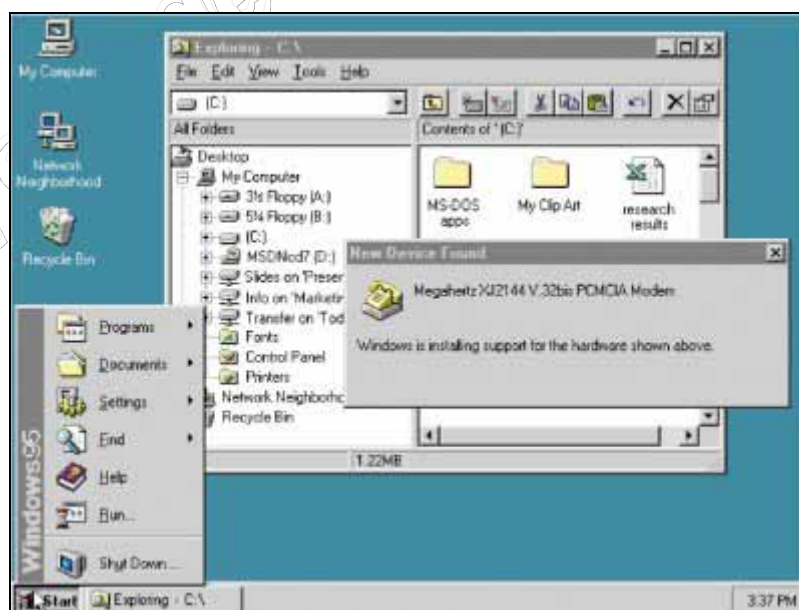 My Computer
Network
Neighborhood
Recycle Bin
Exploring - C:\
File Edit View Tools Help
(C:)
All Folders
Contents of '(C:)'
Desktop
My Computer
3½ Floppy (A:)
5¼ Floppy (B:)
(C:)
MSDNcd7 (D:)
Slides on 'Preser
Info on 'Marketin
Transfer on 'Tod
Fonts
Control Panel
Printers
Network Neighborho
Recycle Bin
MS-DOS
apps
My Clip Art
research
results
1.22MB
New Device Found
Megahertz XJ2144 V.32bis PCMCIA Modem
Windows is installing support for the hardware shown above.
Windows95
Programs
Documents
Settings
Find
Help
Run...
Shut Down...
Start
Exploring - C:\
3:37 PM